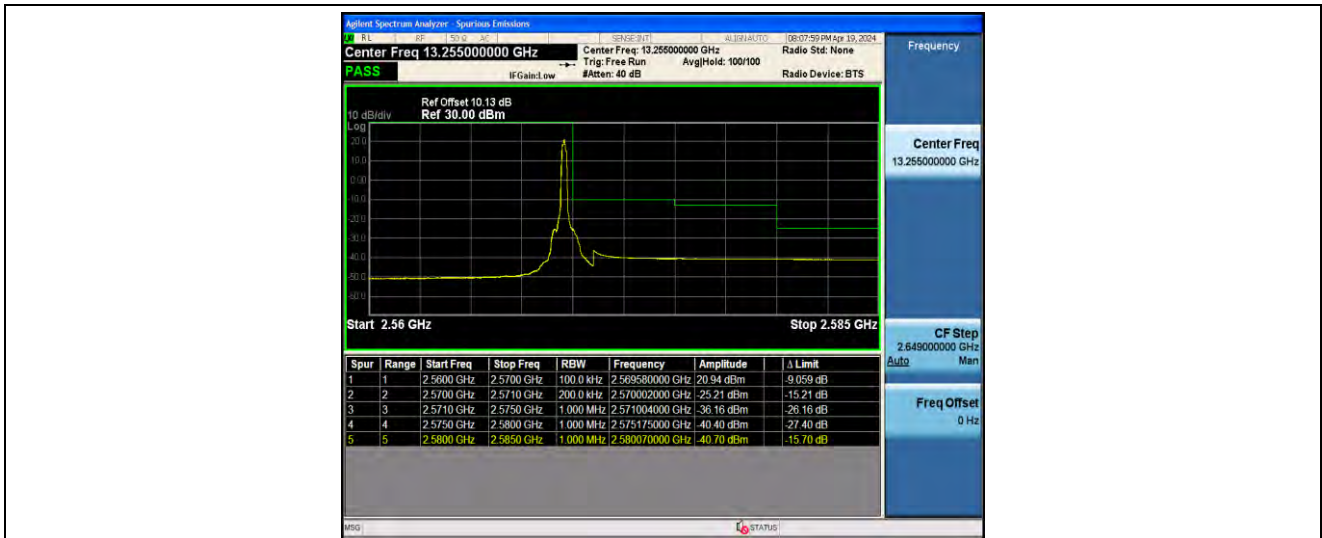 Agilent Spectrum Analyzer - Spurious Emissions
RL RF 50 Ω AC SENSE:INT ALIGNAUTO 08:07:59 PM Apr 19, 2024
Center Freq 13.255000000 GHz Center Freq: 13.255000000 GHz Radio Std: None Frequency
PASS Trig: Free Run Avg|Hold: 100/100
IFGain:Low #Atten: 40 dB Radio Device: BTS
Ref Offset 10.13 dB
10 dB/div Ref 30.00 dBm
Log
20.0
10.0
0.00
-10.0
-20.0
-30.0
-40.0
-50.0
-60.0
Start 2.56 GHz Stop 2.585 GHz
Center Freq
13.255000000 GHz
CF Step
2.649000000 GHz
Auto Man
Freq Offset
0 Hz
Spur Range Start Freq Stop Freq RBW Frequency Amplitude Δ Limit
1 1 2.5600 GHz 2.5700 GHz 100.0 kHz 2.569580000 GHz 20.94 dBm -9.059 dB
2 2 2.5700 GHz 2.5710 GHz 200.0 kHz 2.570002000 GHz -25.21 dBm -15.21 dB
3 3 2.5710 GHz 2.5750 GHz 1.000 MHz 2.571004000 GHz -36.16 dBm -26.16 dB
4 4 2.5750 GHz 2.5800 GHz 1.000 MHz 2.575175000 GHz -40.40 dBm -27.40 dB
5 5 2.5800 GHz 2.5850 GHz 1.000 MHz 2.580070000 GHz -40.70 dBm -15.70 dB
MSG STATUS